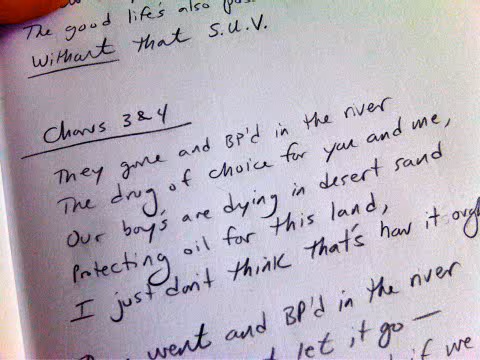 The good life's also
Without that S.U.V.
Chorus 3 & 4
They gone and BP'd in the river
The drug of choice for you and me,
Our boy's are dying in desert sand
Protecting oil for this land,
I just don't think that's how it
went and BP'd in the river
let it go —
if we